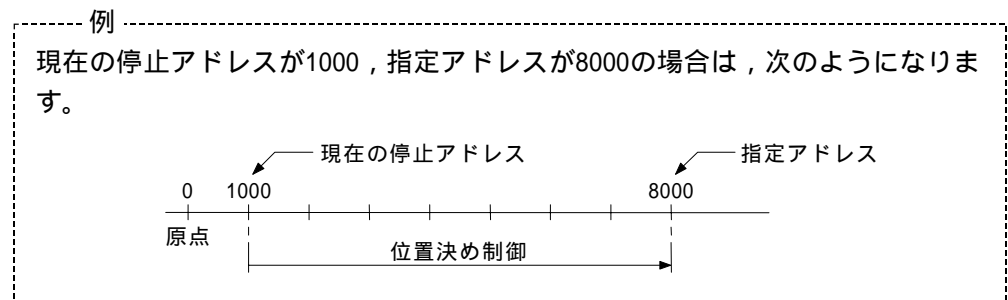 例
現在の停止アドレスが1000，指定アドレスが8000の場合は，次のようになりま
す。
現在の停止アドレス 指定アドレス
0 1000 8000
原点
位置決め制御